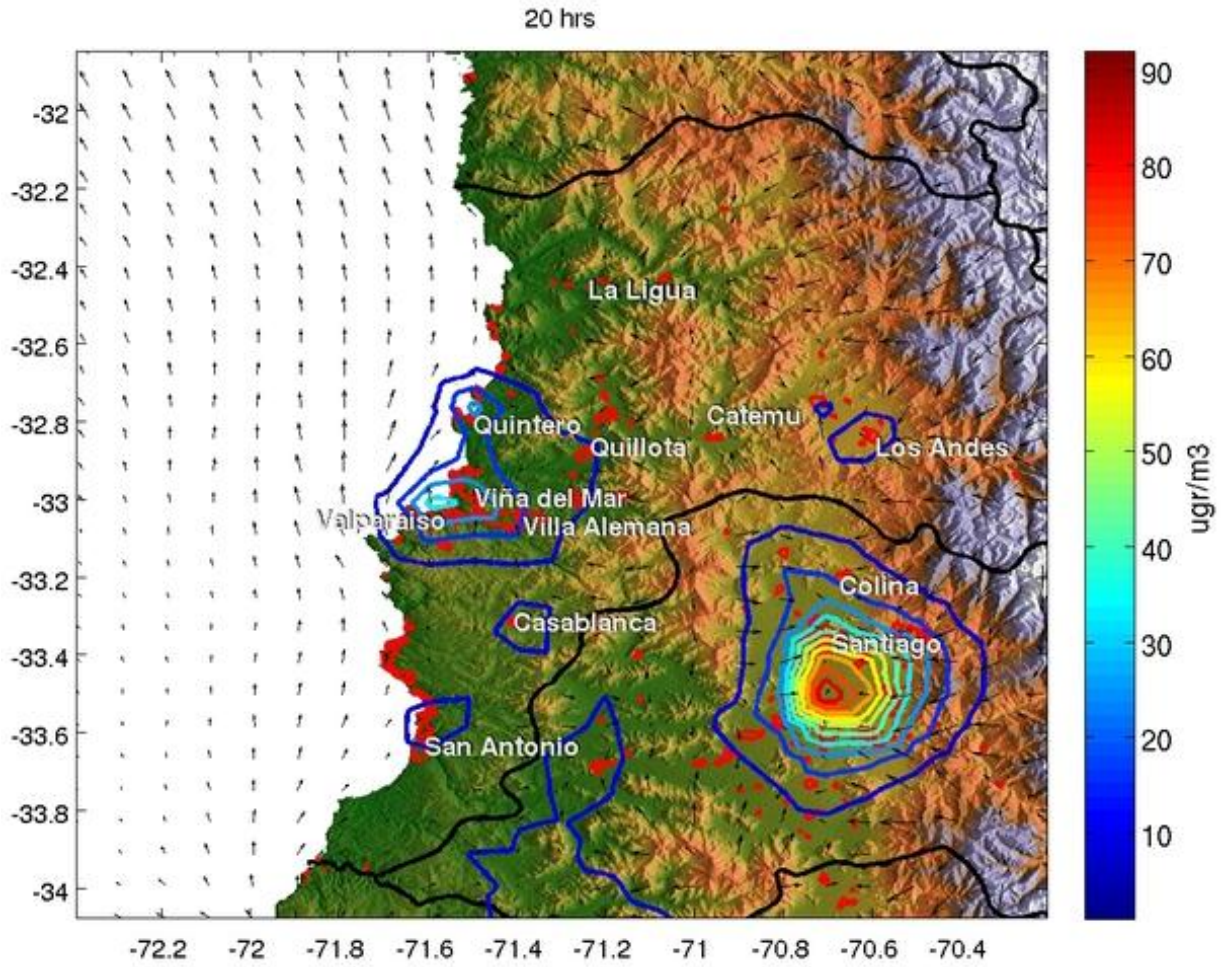 20 hrs
-32
-32.2
-32.4
-32.6
-32.8
-33
-33.2
-33.4
-33.6
-33.8
-34
-72.2
-72
-71.8
-71.6
-71.4
-71.2
-71
-70.8
-70.6
-70.4
La Ligua
Quintero
Catemu
Quillota
Los Andes
Viña del Mar
Valparaiso
Villa Alemana
Colina
Casablanca
Santiago
San Antonio
90
80
70
60
50
40
30
20
10
ugr/m3